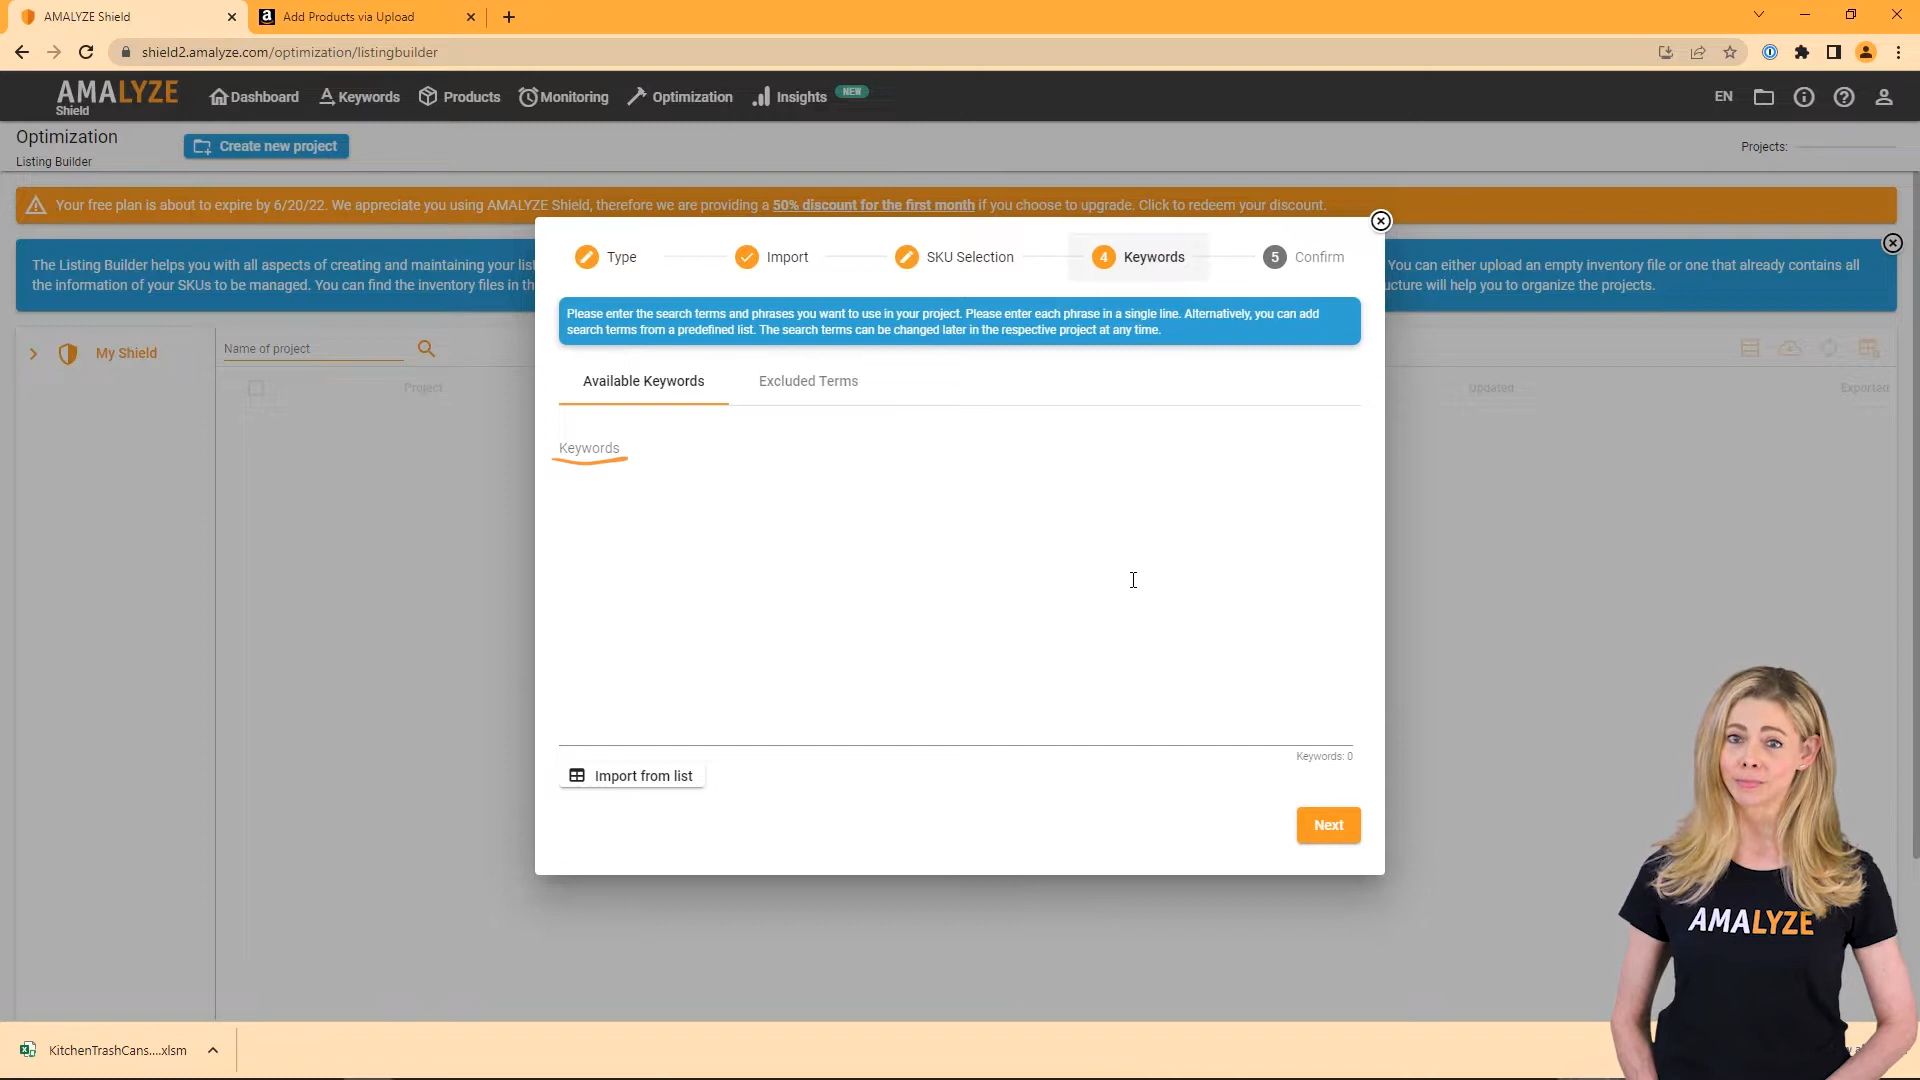 AMALYZE Shield
Add Products via Upload
shield2.amalyze.com/optimization/listingbuilder
AMALYZE
Shield
Dashboard
Keywords
Products
Monitoring
Optimization
Insights
NEW
EN
Optimization
Listing Builder
Create new project
Projects:
Your free plan is about to expire by 6/20/22. We appreciate you using AMALYZE Shield, therefore we are providing a 50% discount for the first month if you choose to upgrade. Click to redeem your discount.
The Listing Builder helps you with all aspects of creating and maintaining your list
You can either upload an empty inventory file or one that already contains all
the information of your SKUs to be managed. You can find the inventory files in th
ucture will help you to organize the projects.
Type
Import
SKU Selection
4
Keywords
5
Confirm
Please enter the search terms and phrases you want to use in your project. Please enter each phrase in a single line. Alternatively, you can add
search terms from a predefined list. The search terms can be changed later in the respective project at any time.
My Shield
Name of project
Project
Updated
Exported
Available Keywords
Excluded Terms
Keywords
Keywords: 0
Import from list
Next
AMALYZE
KitchenTrashCans....xlsm